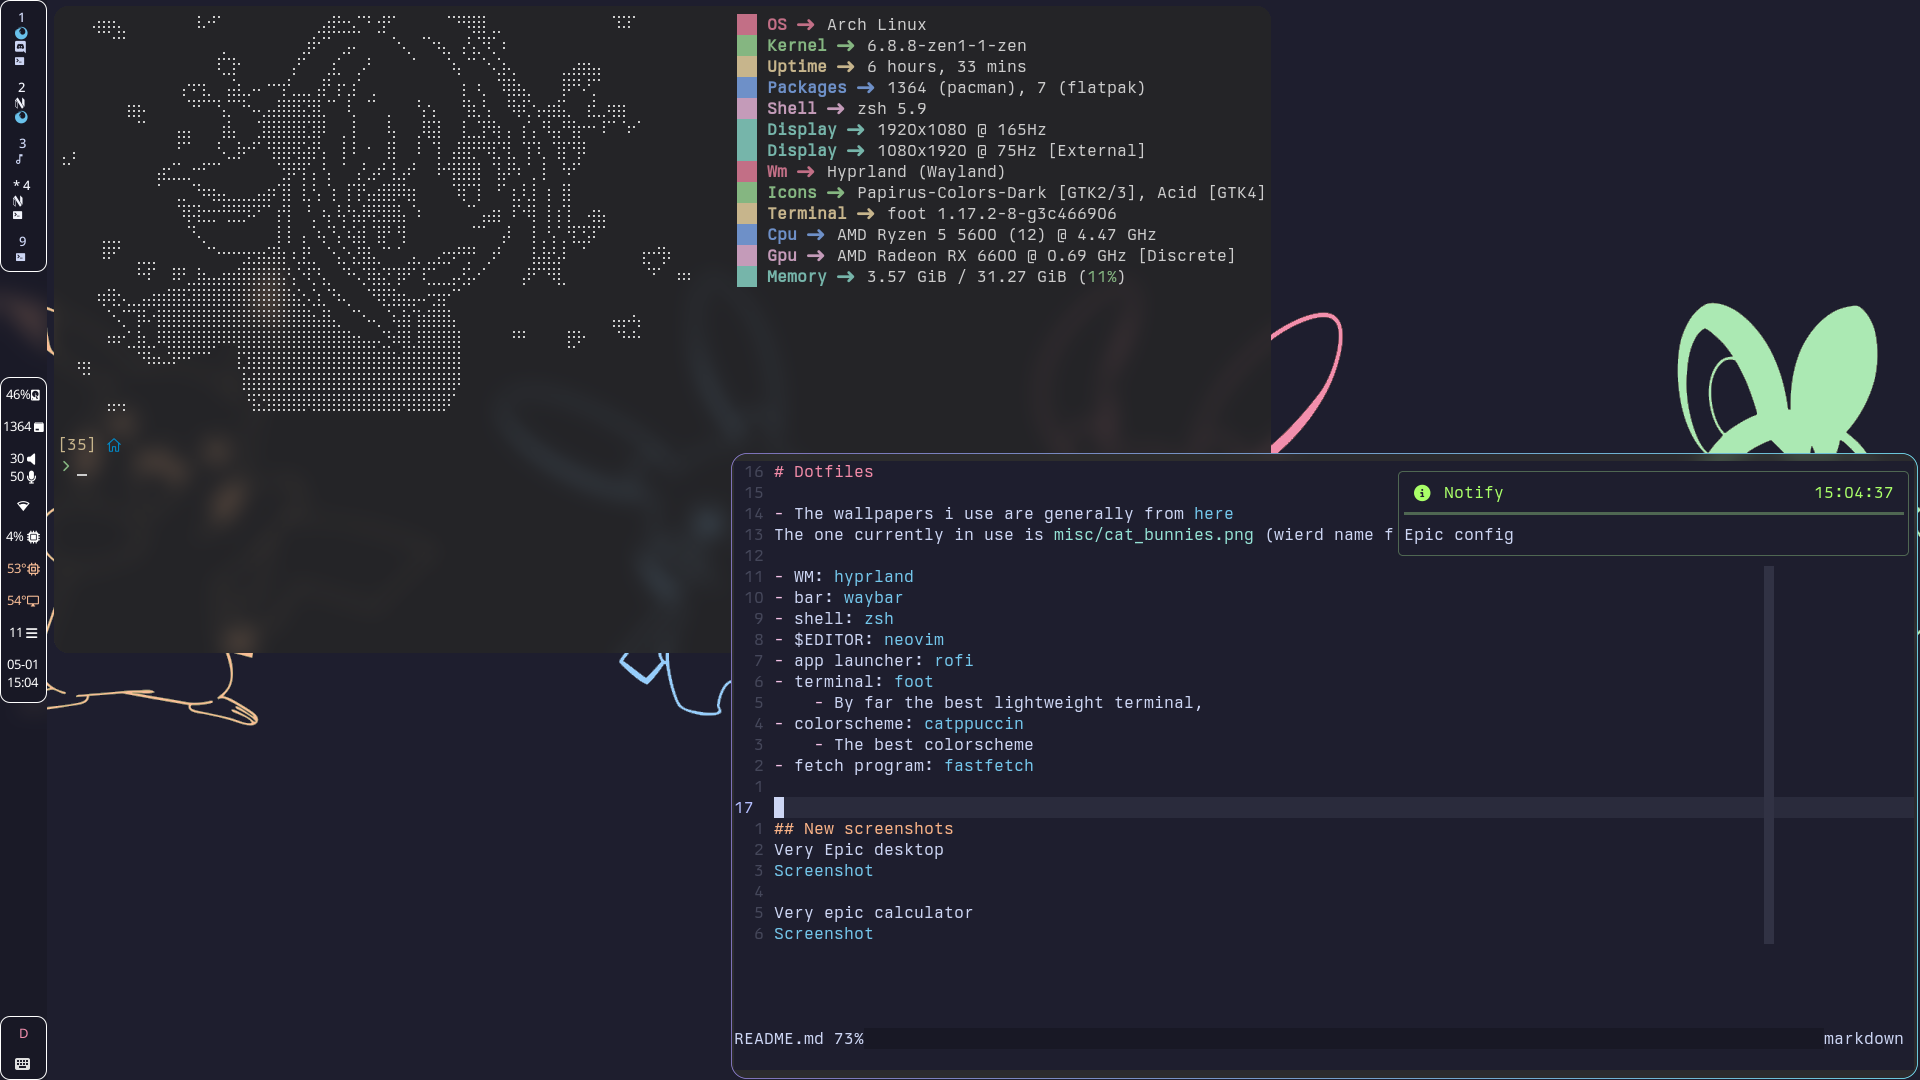 1
2
3
*4
9
46%
1364
30
50
4%
53°
54°
11
05-01
15:04
D
OS → Arch Linux
Kernel → 6.8.8-zen1-1-zen
Uptime → 6 hours, 33 mins
Packages → 1364 (pacman), 7 (flatpak)
Shell → zsh 5.9
Display → 1920x1080 @ 165Hz
Display → 1080x1920 @ 75Hz [External]
Wm → Hyprland (Wayland)
Icons → Papirus-Colors-Dark [GTK2/3], Acid [GTK4]
Terminal → foot 1.17.2-8-g3c466906
Cpu → AMD Ryzen 5 5600 (12) @ 4.47 GHz
Gpu → AMD Radeon RX 6600 @ 0.69 GHz [Discrete]
Memory → 3.57 GiB / 31.27 GiB (11%)
[35]
> _
16 # Dotfiles
15
14 - The wallpapers i use are generally from here
13 The one currently in use is misc/cat_bunnies.png (wierd name f
12
11 - WM: hyprland
10 - bar: waybar
9 - shell: zsh
8 - $EDITOR: neovim
7 - app launcher: rofi
6 - terminal: foot
5 - By far the best lightweight terminal,
4 - colorscheme: catppuccin
3 - The best colorscheme
2 - fetch program: fastfetch
1
17
1 ## New screenshots
2 Very Epic desktop
3 Screenshot
4
5 Very epic calculator
6 Screenshot
README.md 73% markdown
Notify 15:04:37
Epic config